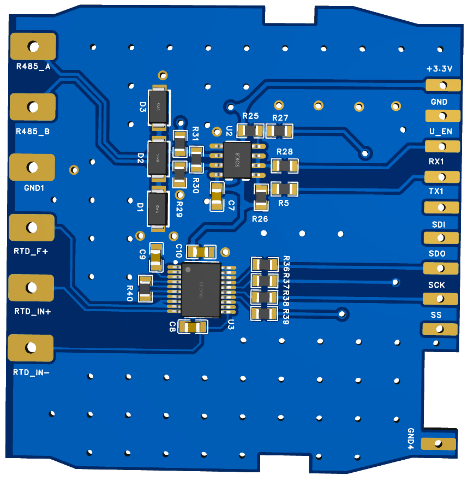 R485_A
R485_B
GND1
RTD_F+
RTD_IN+
RTD_IN-
D3
D2
D1
R31
R30
R29
R25
R27
U2
R28
R5
R26
C7
C9
C10
R40
C8
U3
R36
R37
R38
R39
+3.3V
GND
U_EN
RX1
TX1
SDI
SDO
SCK
SS
GND4